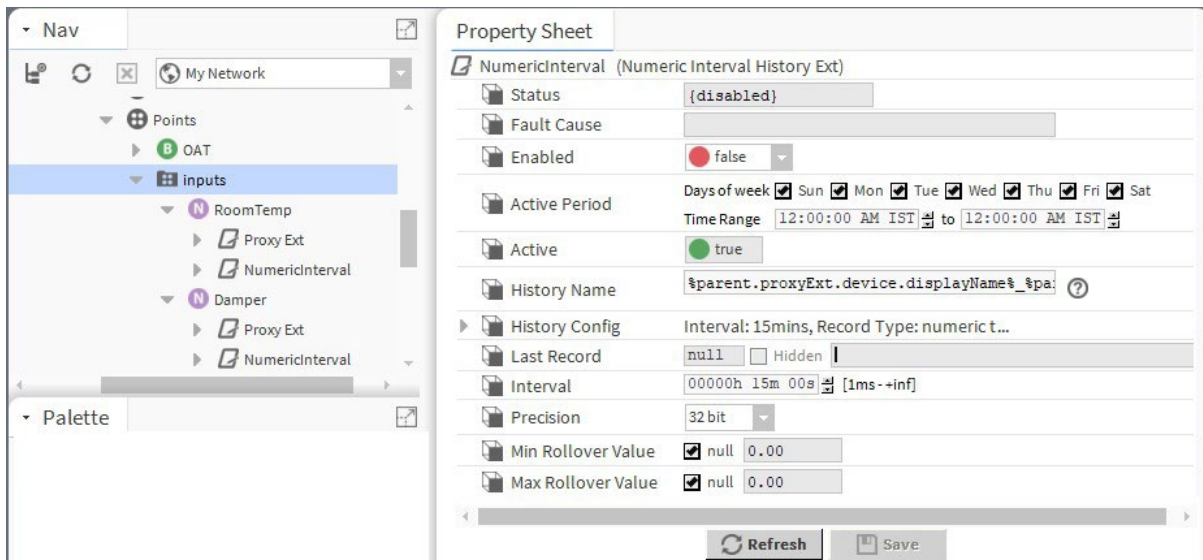 Nav
My Network
Points
B OAT
inputs
N RoomTemp
Proxy Ext
NumericInterval
N Damper
Proxy Ext
NumericInterval
Palette
Property Sheet
NumericInterval (Numeric Interval History Ext)
Status {disabled}
Fault Cause
Enabled false
Active Period Days of week Sun Mon Tue Wed Thu Fri Sat
Time Range 12:00:00 AM IST to 12:00:00 AM IST
Active true
History Name %parent.proxyExt.device.displayName%_%pa
History Config Interval: 15mins, Record Type: numeric t...
Last Record null Hidden
Interval 00000h 15m 00s [1ms-+inf]
Precision 32 bit
Min Rollover Value null 0.00
Max Rollover Value null 0.00
Refresh Save